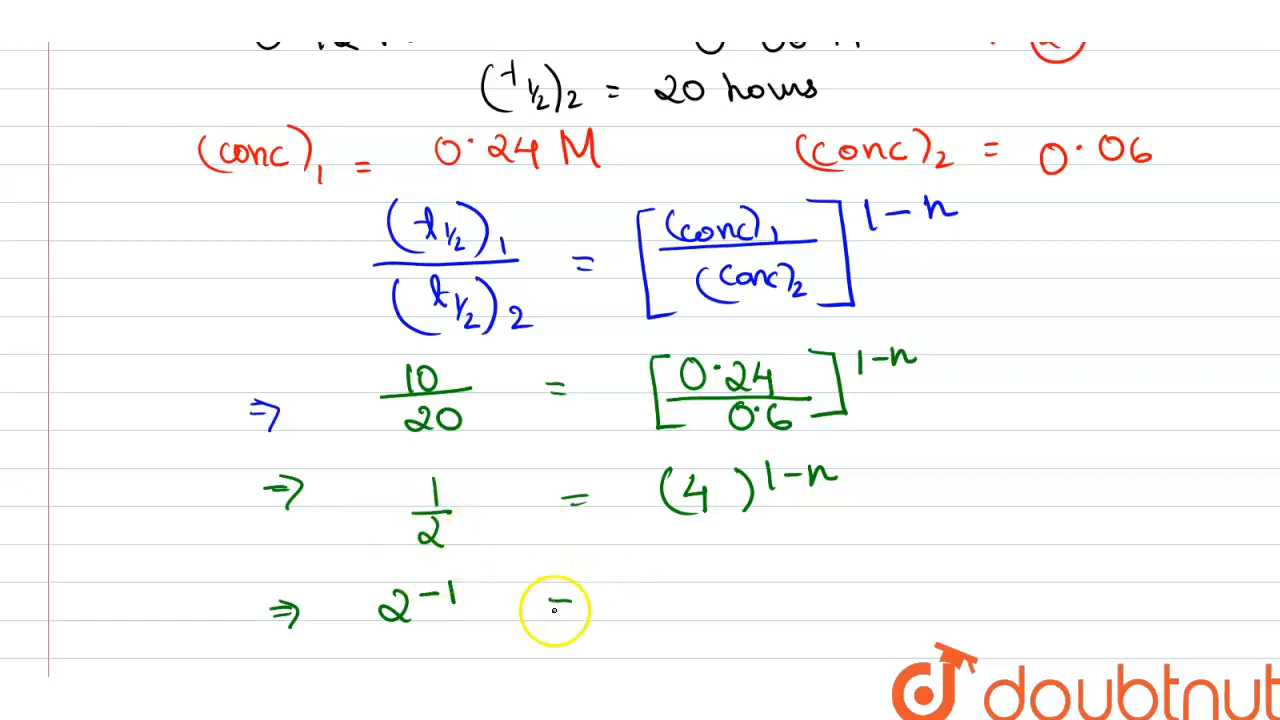 (t1/2)2 = 20 hours
(conc)1 = 0.24 M (conc)2 = 0.06
(t1/2)1 / (t1/2)2 = [(conc)1 / (conc)2]^1-n
⇒ 10/20 = [0.24/0.6]^1-n
⇒ 1/2 = (4)^1-n
⇒ 2^-1 =
doubtnut